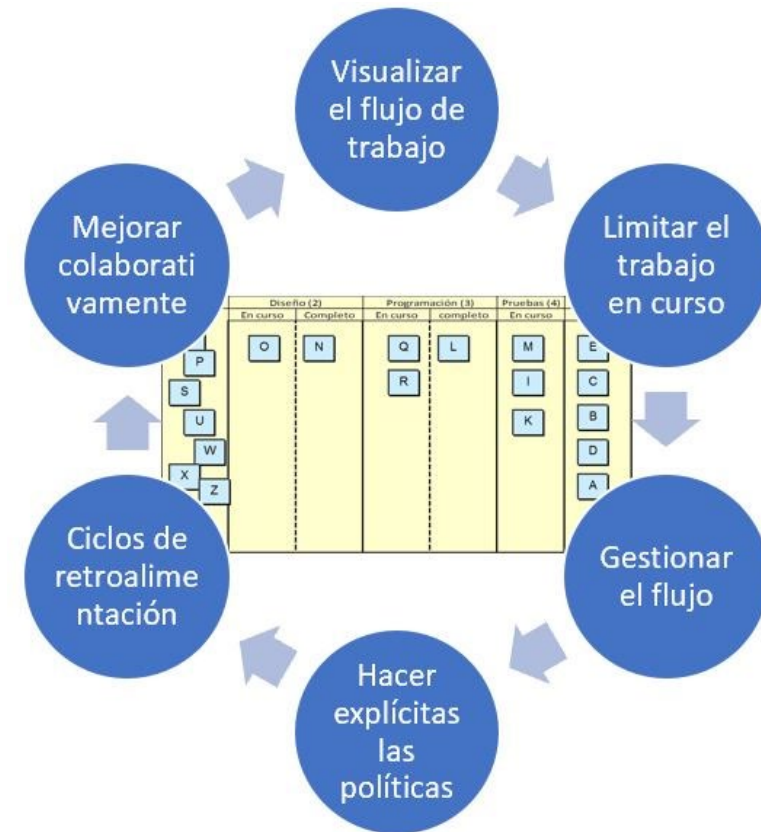 Visualizar
el flujo de
trabajo
Limitar el
trabajo
en curso
Gestionar
el flujo
Hacer
explícitas
las
políticas
Ciclos de
retroalime
ntación
Mejorar
colaborati
vamente
Diseño (2)
Programación (3)
Pruebas (4)
En curso
Completo
En curso
completo
En curso
P
S
U
W
X
Z
O
N
Q
R
L
M
I
K
E
C
B
D
A